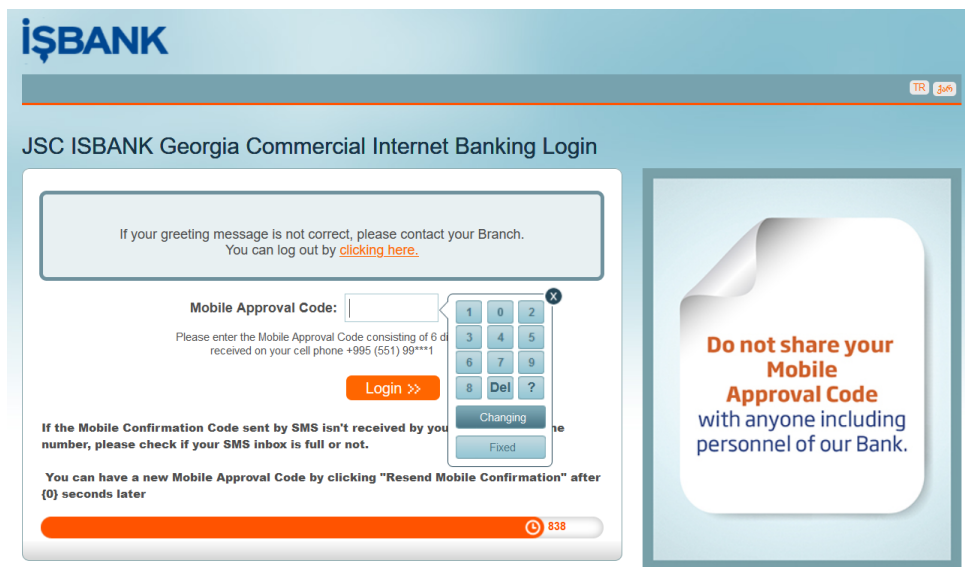 İŞBANK
TR ქარ
JSC ISBANK Georgia Commercial Internet Banking Login
If your greeting message is not correct, please contact your Branch.
You can log out by clicking here.
Mobile Approval Code:
Please enter the Mobile Approval Code consisting of 6 di
received on your cell phone +995 (551) 99***1
X
1 0 2
3 4 5
6 7 9
8 Del ?
Changing
Fixed
Login >>
If the Mobile Confirmation Code sent by SMS isn't received by you ne
number, please check if your SMS inbox is full or not.
You can have a new Mobile Approval Code by clicking "Resend Mobile Confirmation" after
{0} seconds later
838
Do not share your
Mobile
Approval Code
with anyone including
personnel of our Bank.